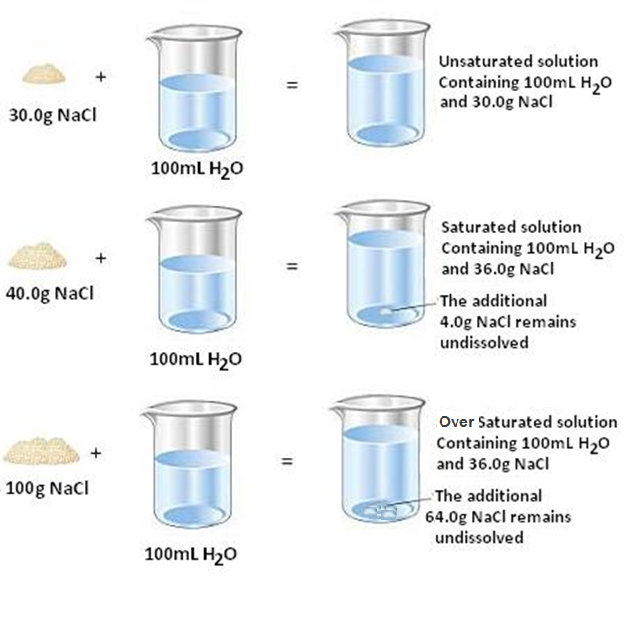 30.0g NaCl
+
100mL H₂O
=
Unsaturated solution
Containing 100mL H₂O
and 30.0g NaCl
40.0g NaCl
+
100mL H₂O
=
Saturated solution
Containing 100mL H₂O
and 36.0g NaCl
The additional
4.0g NaCl remains
undissolved
100g NaCl
+
100mL H₂O
=
Over Saturated solution
Containing 100mL H₂O
and 36.0g NaCl
The additional
64.0g NaCl remains
undissolved